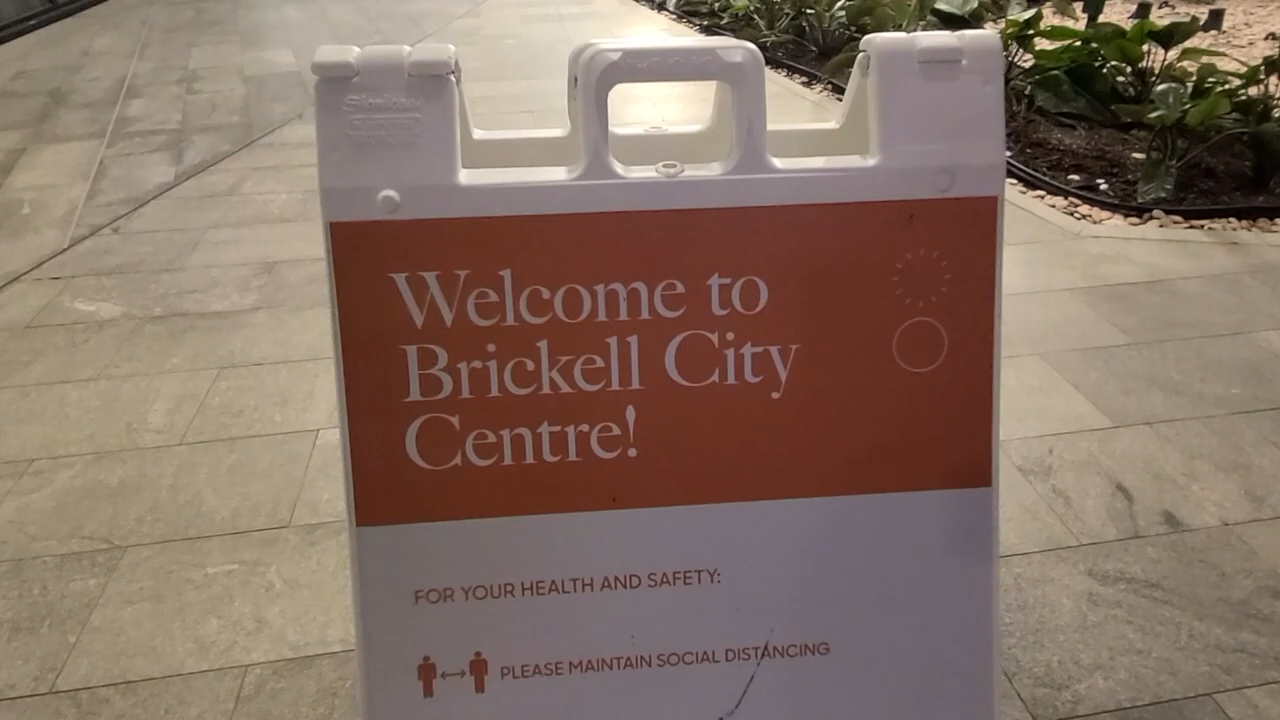 Welcome to
Brickell City
Centre!
FOR YOUR HEALTH AND SAFETY:
PLEASE MAINTAIN SOCIAL DISTANCING